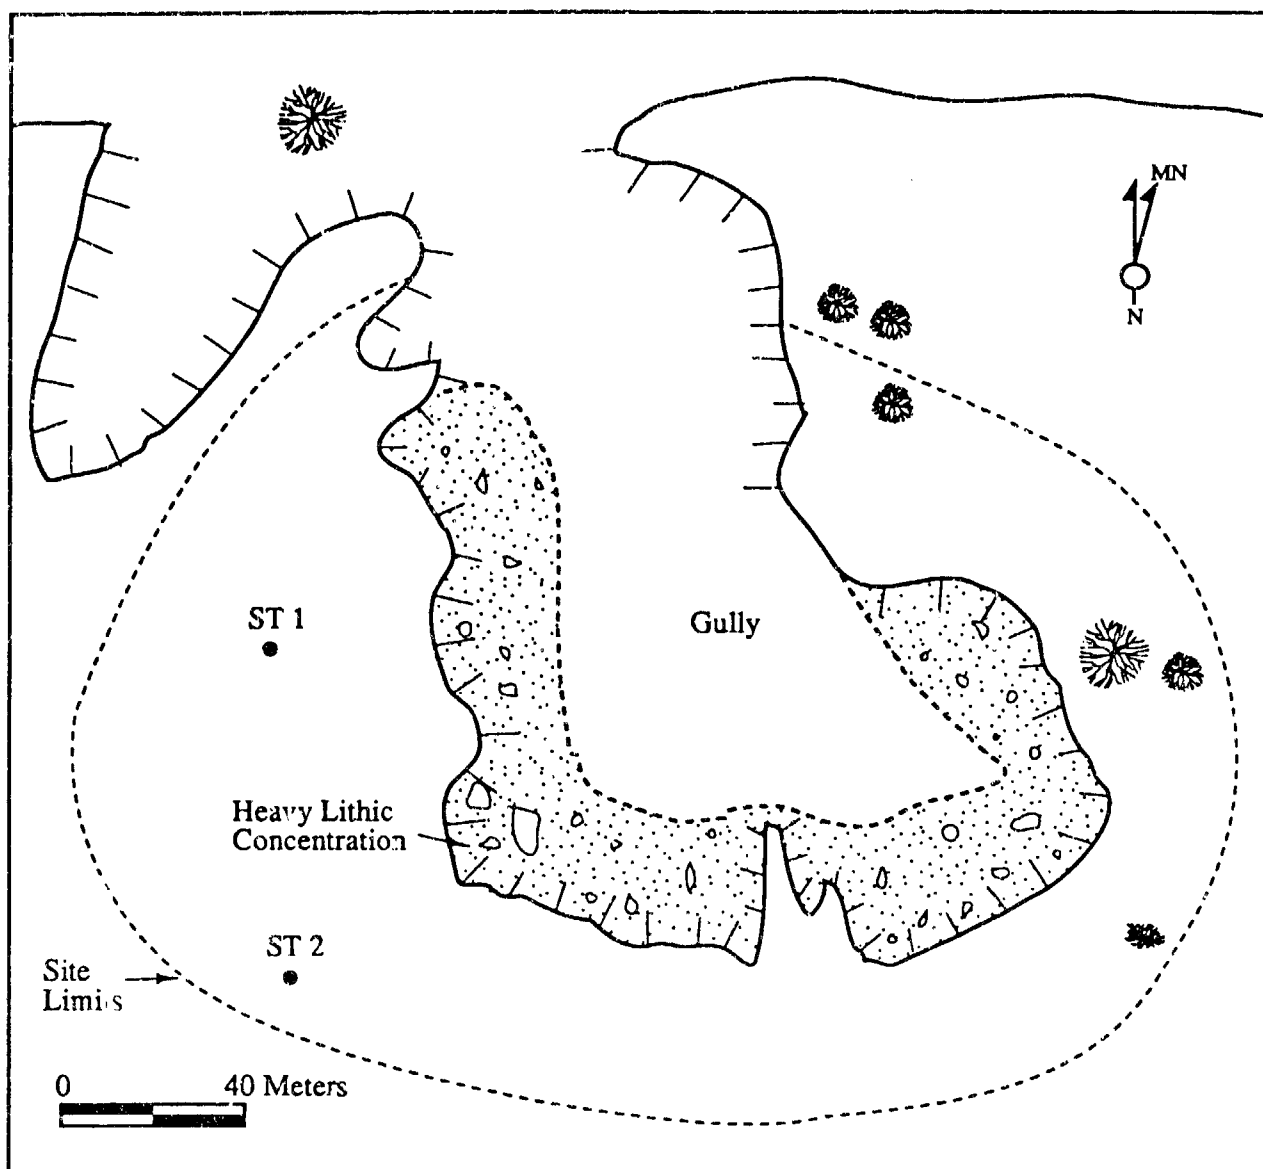 MN
N
ST 1
Gully
Heavy Lithic
Concentration
ST 2
Site
Limits
0 40 Meters